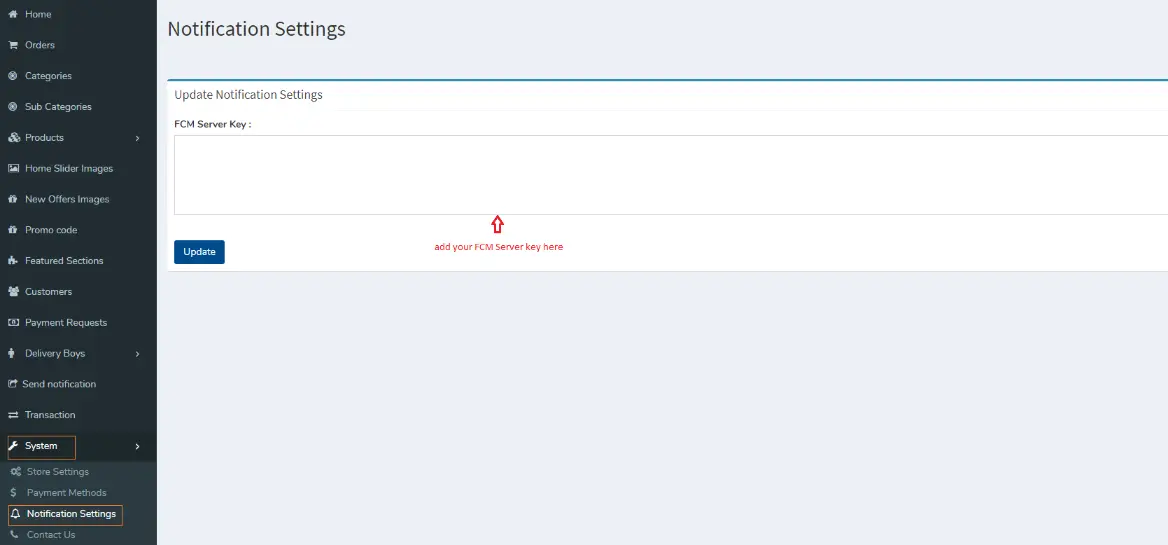 Home
Orders
Categories
Sub Categories
Products
Home Slider Images
New Offers Images
Promo code
Featured Sections
Customers
Payment Requests
Delivery Boys
Send notification
Transaction
System
Store Settings
Payment Methods
Notification Settings
Contact Us
Notification Settings
Update Notification Settings
FCM Server Key :
add your FCM Server key here
Update